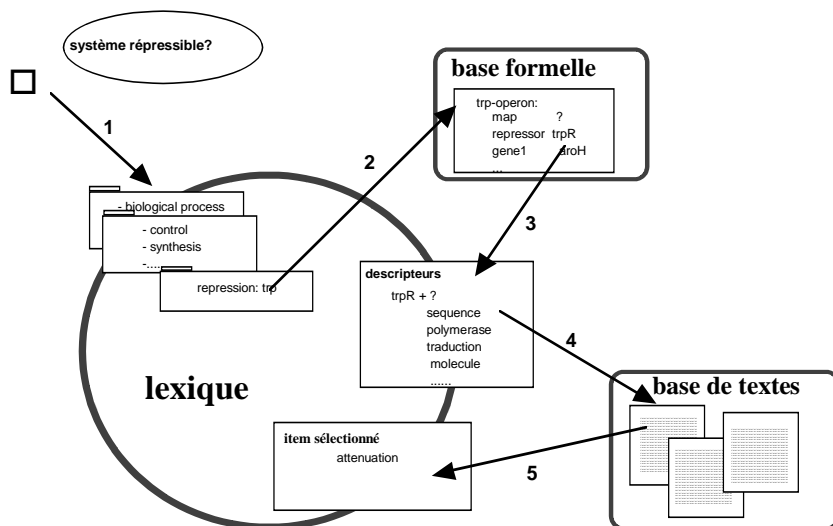 système répressible?
base formelle
trp-operon:
map ?
repressor trpR
gene1 aroH
...
1
2
3
- biological process
- control
- synthesis
-....
repression: trp
descripteurs
trpR + ?
sequence
polymerase
traduction
molecule
......
4
lexique
base de textes
item sélectionné
attenuation
5